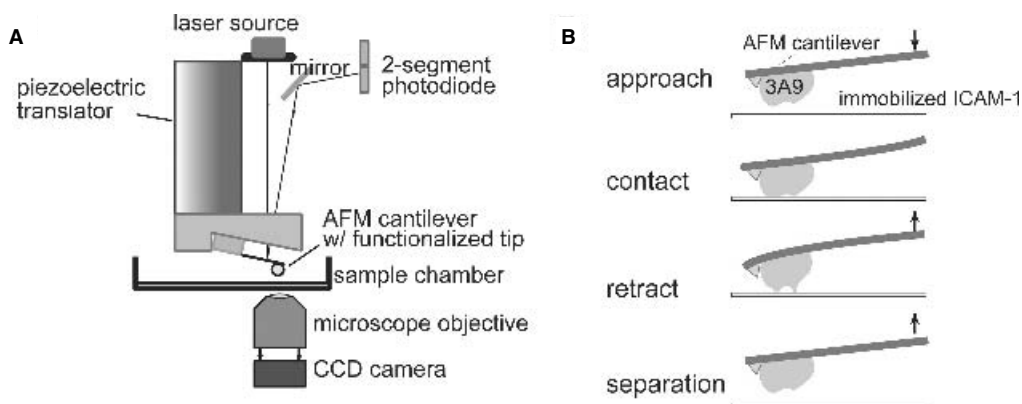 A
laser source
mirror
2-segment
photodiode
piezoelectric
translator
AFM cantilever
w/ functionalized tip
sample chamber
microscope objective
CCD camera
B
AFM cantilever
approach
3A9
immobilized ICAM-1
contact
retract
separation